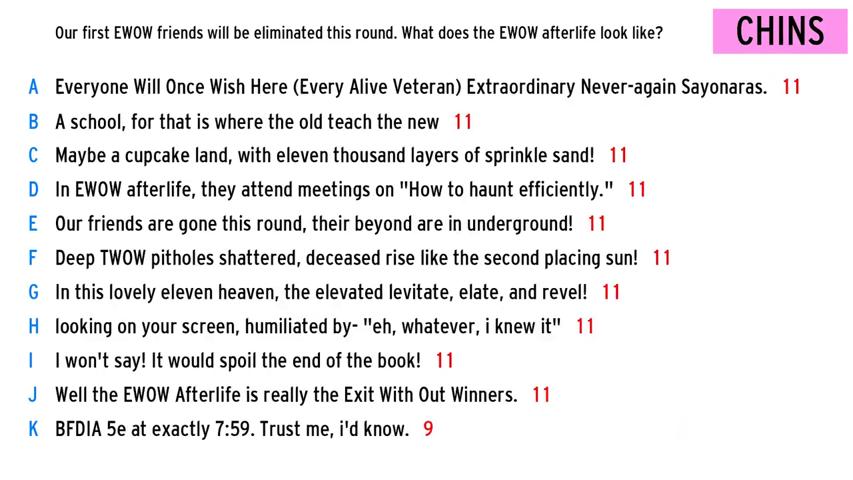 Our first EWOW friends will be eliminated this round. What does the EWOW afterlife look like?
CHINS
A Everyone Will Once Wish Here (Every Alive Veteran) Extraordinary Never-again Sayonaras. 11
B A school, for that is where the old teach the new 11
C Maybe a cupcake land, with eleven thousand layers of sprinkle sand! 11
D In EWOW afterlife, they attend meetings on "How to haunt efficiently." 11
E Our friends are gone this round, their beyond are in underground! 11
F Deep TWOW pitholes shattered, deceased rise like the second placing sun! 11
G In this lovely eleven heaven, the elevated levitate, elate, and revel! 11
H looking on your screen, humiliated by- "eh, whatever, i knew it" 11
I I won't say! It would spoil the end of the book! 11
J Well the EWOW Afterlife is really the Exit With Out Winners. 11
K BFDIA 5e at exactly 7:59. Trust me, i'd know. 9